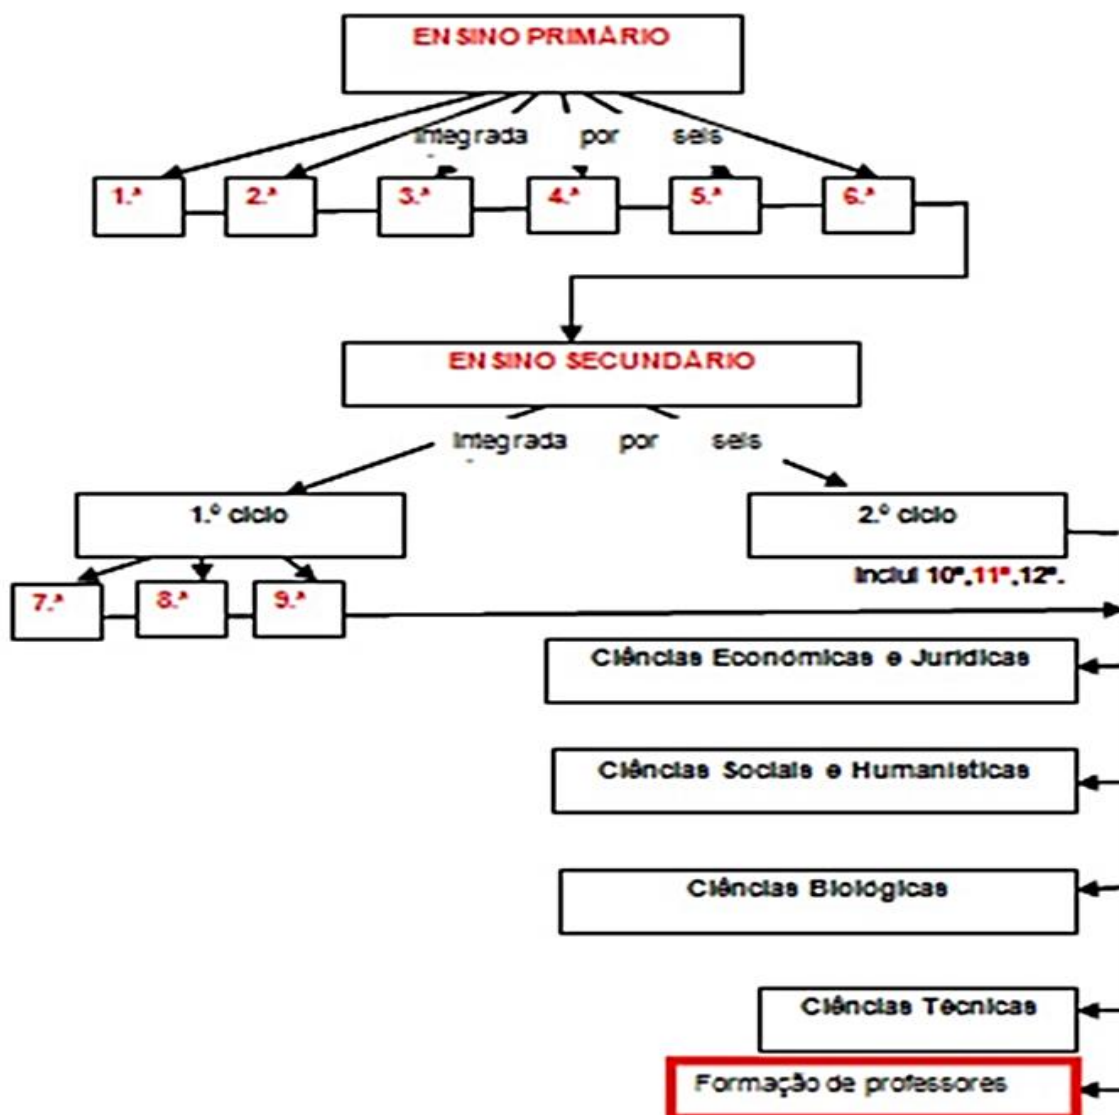 ENSINO PRIMÁRIO
Integrada por seis
1.ª 2.ª 3.ª 4.ª 5.ª 6.ª
ENSINO SECUNDÁRIO
Integrada por seis
1.º ciclo 2.º ciclo
Inclui 10ª,11ª,12ª.
7.ª 8.ª 9.ª
Ciências Económicas e Jurídicas
Ciências Sociais e Humanísticas
Ciências Biológicas
Ciências Técnicas
Formação de professores